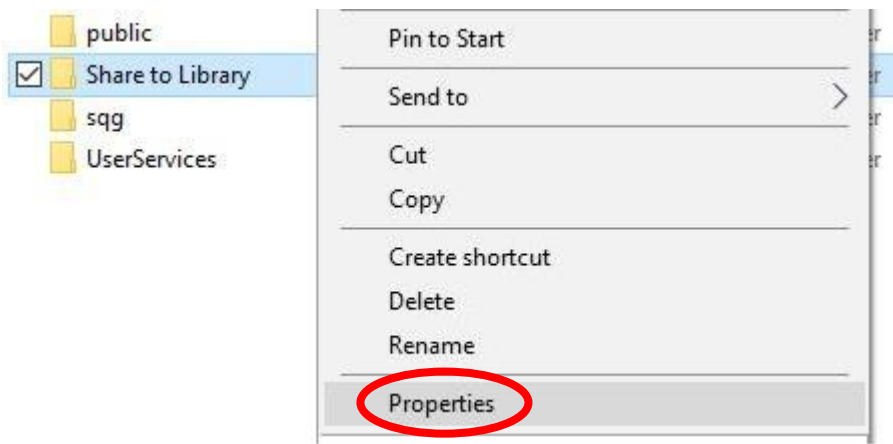 public
Share to Library
sqg
UserServices
Pin to Start
Send to
Cut
Copy
Create shortcut
Delete
Rename
Properties